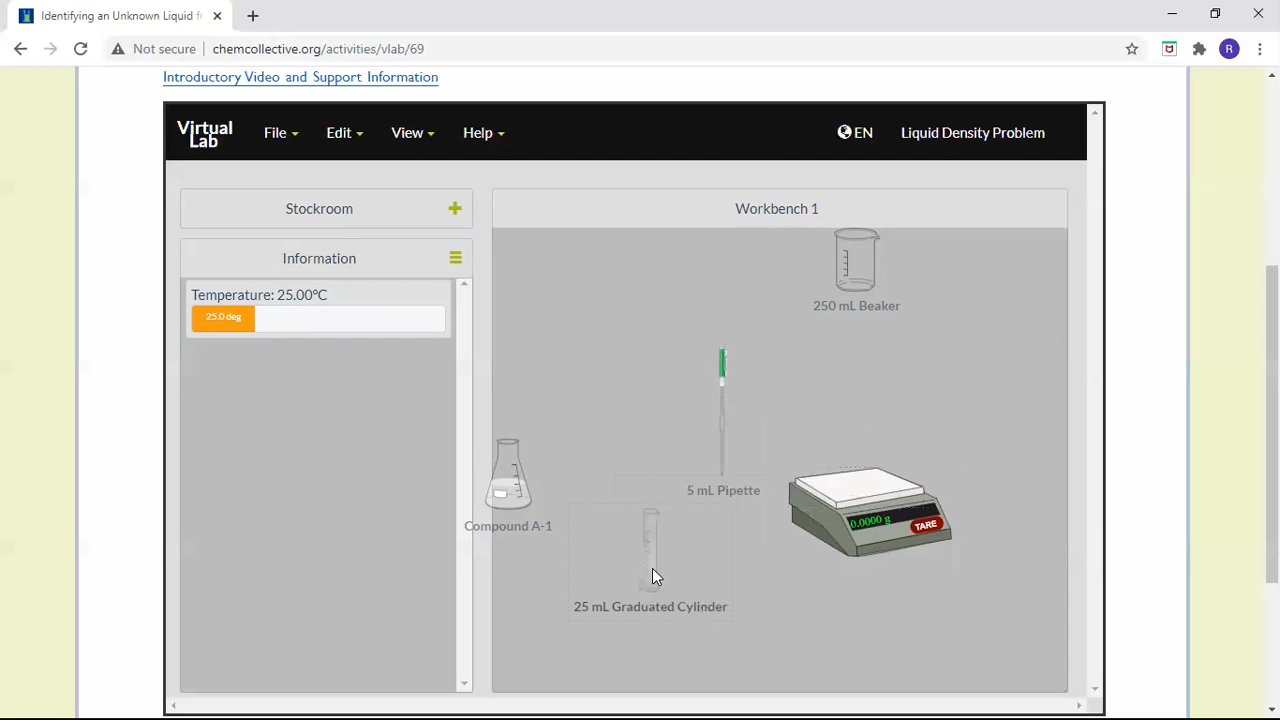 Identifying an Unknown Liquid f
Not secure
chemcollective.org/activities/vlab/69
R
Introductory Video and Support Information
Virtual
Lab
File
Edit
View
Help
EN
Liquid Density Problem
Stockroom
Workbench 1
Information
Temperature: 25.00°C
25.0 deg
250 mL Beaker
5 mL Pipette
Compound A-1
0.0000 g
TARE
25 mL Graduated Cylinder